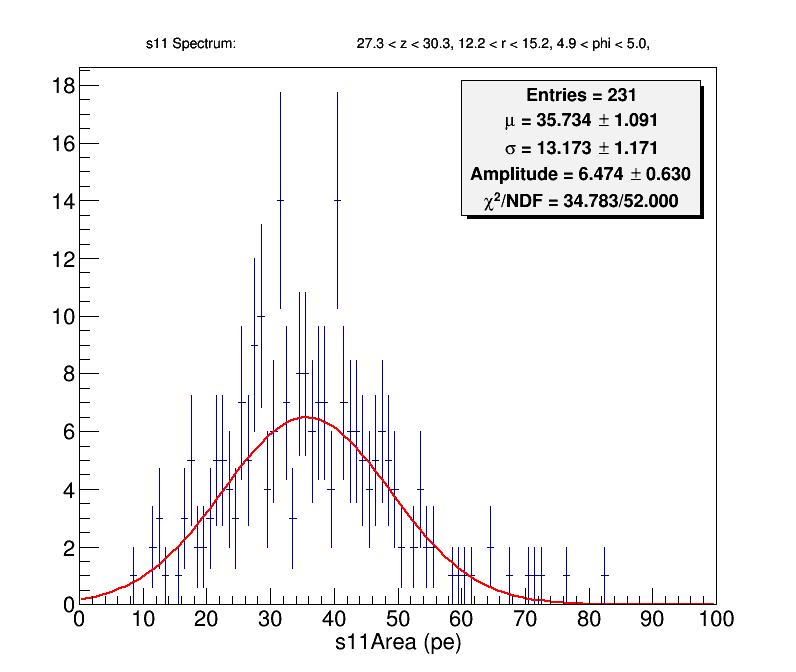 s11 Spectrum: 27.3 < z < 30.3, 12.2 < r < 15.2, 4.9 < phi < 5.0,
Entries = 231
μ = 35.734 ± 1.091
σ = 13.173 ± 1.171
Amplitude = 6.474 ± 0.630
χ²/NDF = 34.783/52.000
18
16
14
12
10
8
6
4
2
0
0 10 20 30 40 50 60 70 80 90 100
s11Area (pe)